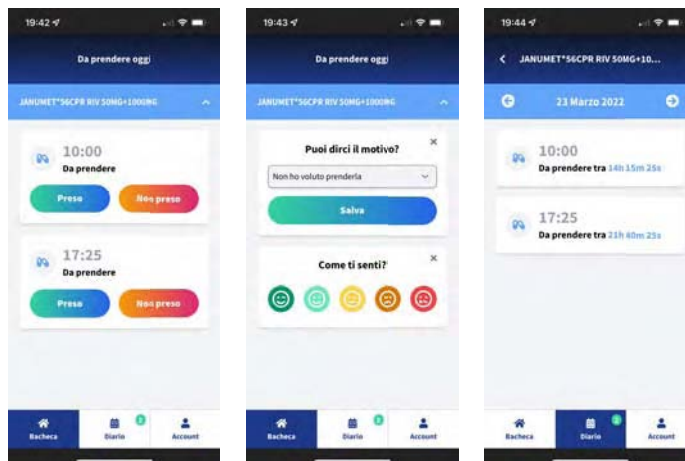 19:42
Da prendere oggi
JANUMET*56CPR RIV 50MG+1000MG
10:00
Da prendere
Preso
Non preso
17:25
Da prendere
Preso
Non preso
Bacheca
Diario
2
Account
19:43
Da prendere oggi
JANUMET*56CPR RIV 50MG+1000MG
Puoi dirci il motivo?
Non ho voluto prenderla
Salva
Come ti senti?
Bacheca
Diario
2
Account
19:44
JANUMET*56CPR RIV 50MG+10...
23 Marzo 2022
10:00
Da prendere tra 14h 15m 25s
17:25
Da prendere tra 21h 40m 25s
Bacheca
Diario
Account